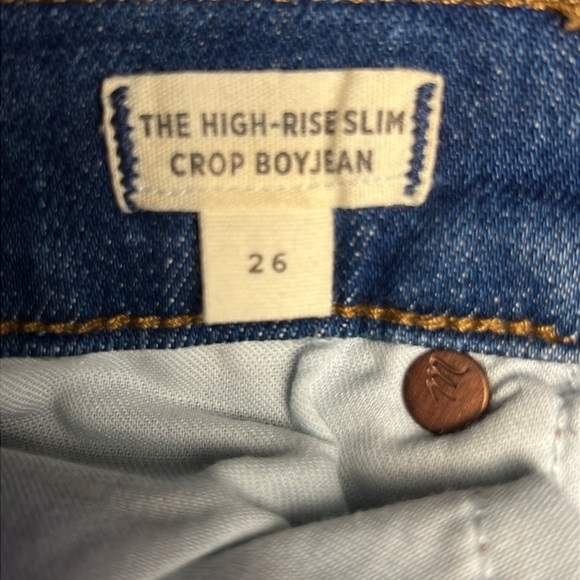 THE HIGH-RISE SLIM
CROP BOYJEAN
26
m